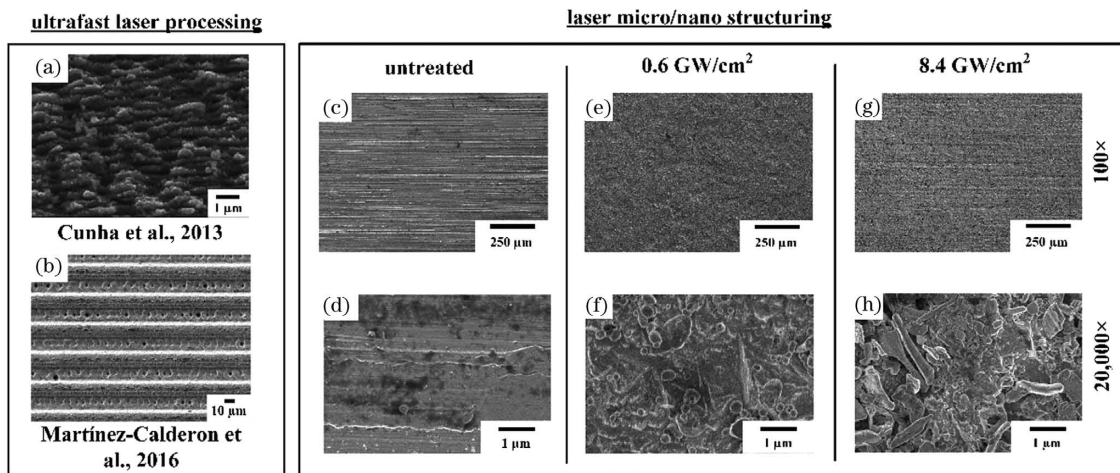 ultrafast laser processing
laser micro/nano structuring
(a)
1 μm
Cunha et al., 2013
(b)
10 μm
Martínez-Calderon et
al., 2016
untreated
0.6 GW/cm²
8.4 GW/cm²
(c)
250 μm
(e)
250 μm
(g)
250 μm
100×
(d)
1 μm
(f)
1 μm
(h)
1 μm
20,000×